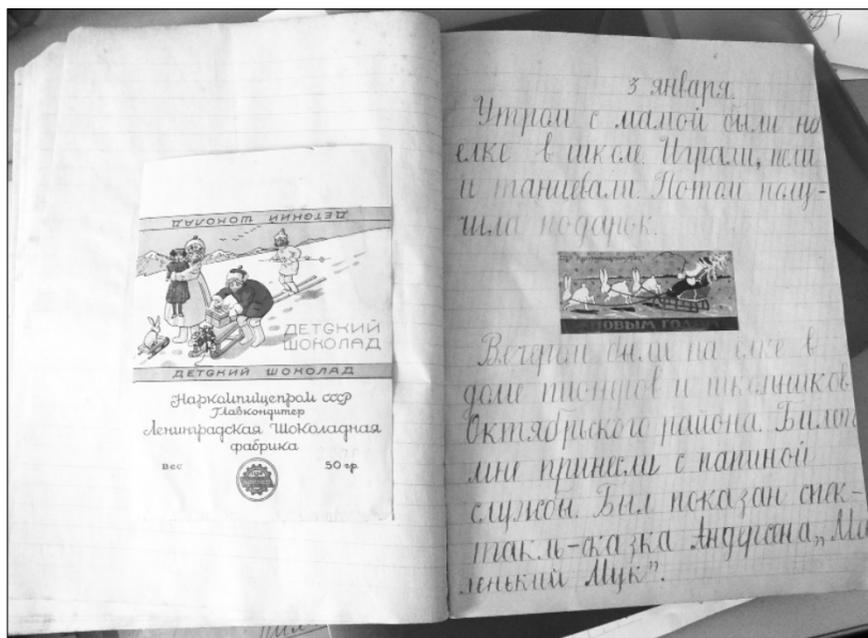 ДЕТСКИЙ ШОКОЛАД
ДЕТСКИЙ
ШОКОЛАД
ДЕТСКИЙ ШОКОЛАД
Наркомпищепром СССР
Главкондитер
Ленинградская Шоколадная
фабрика
Вес 50 гр.
3 января.
Утром с мамой были на
елке в школе. Играли, пели
и танцевали. Потом полу-
чила подарок.
НОВЫМ ГОДОМ
Вечером были на елке в
доме пионеров и школьников
Октябрьского района. Билет
мне принесли с папиной
службы. Был показан спек-
такль-сказка Андерсена „Ма
ленький Мук".